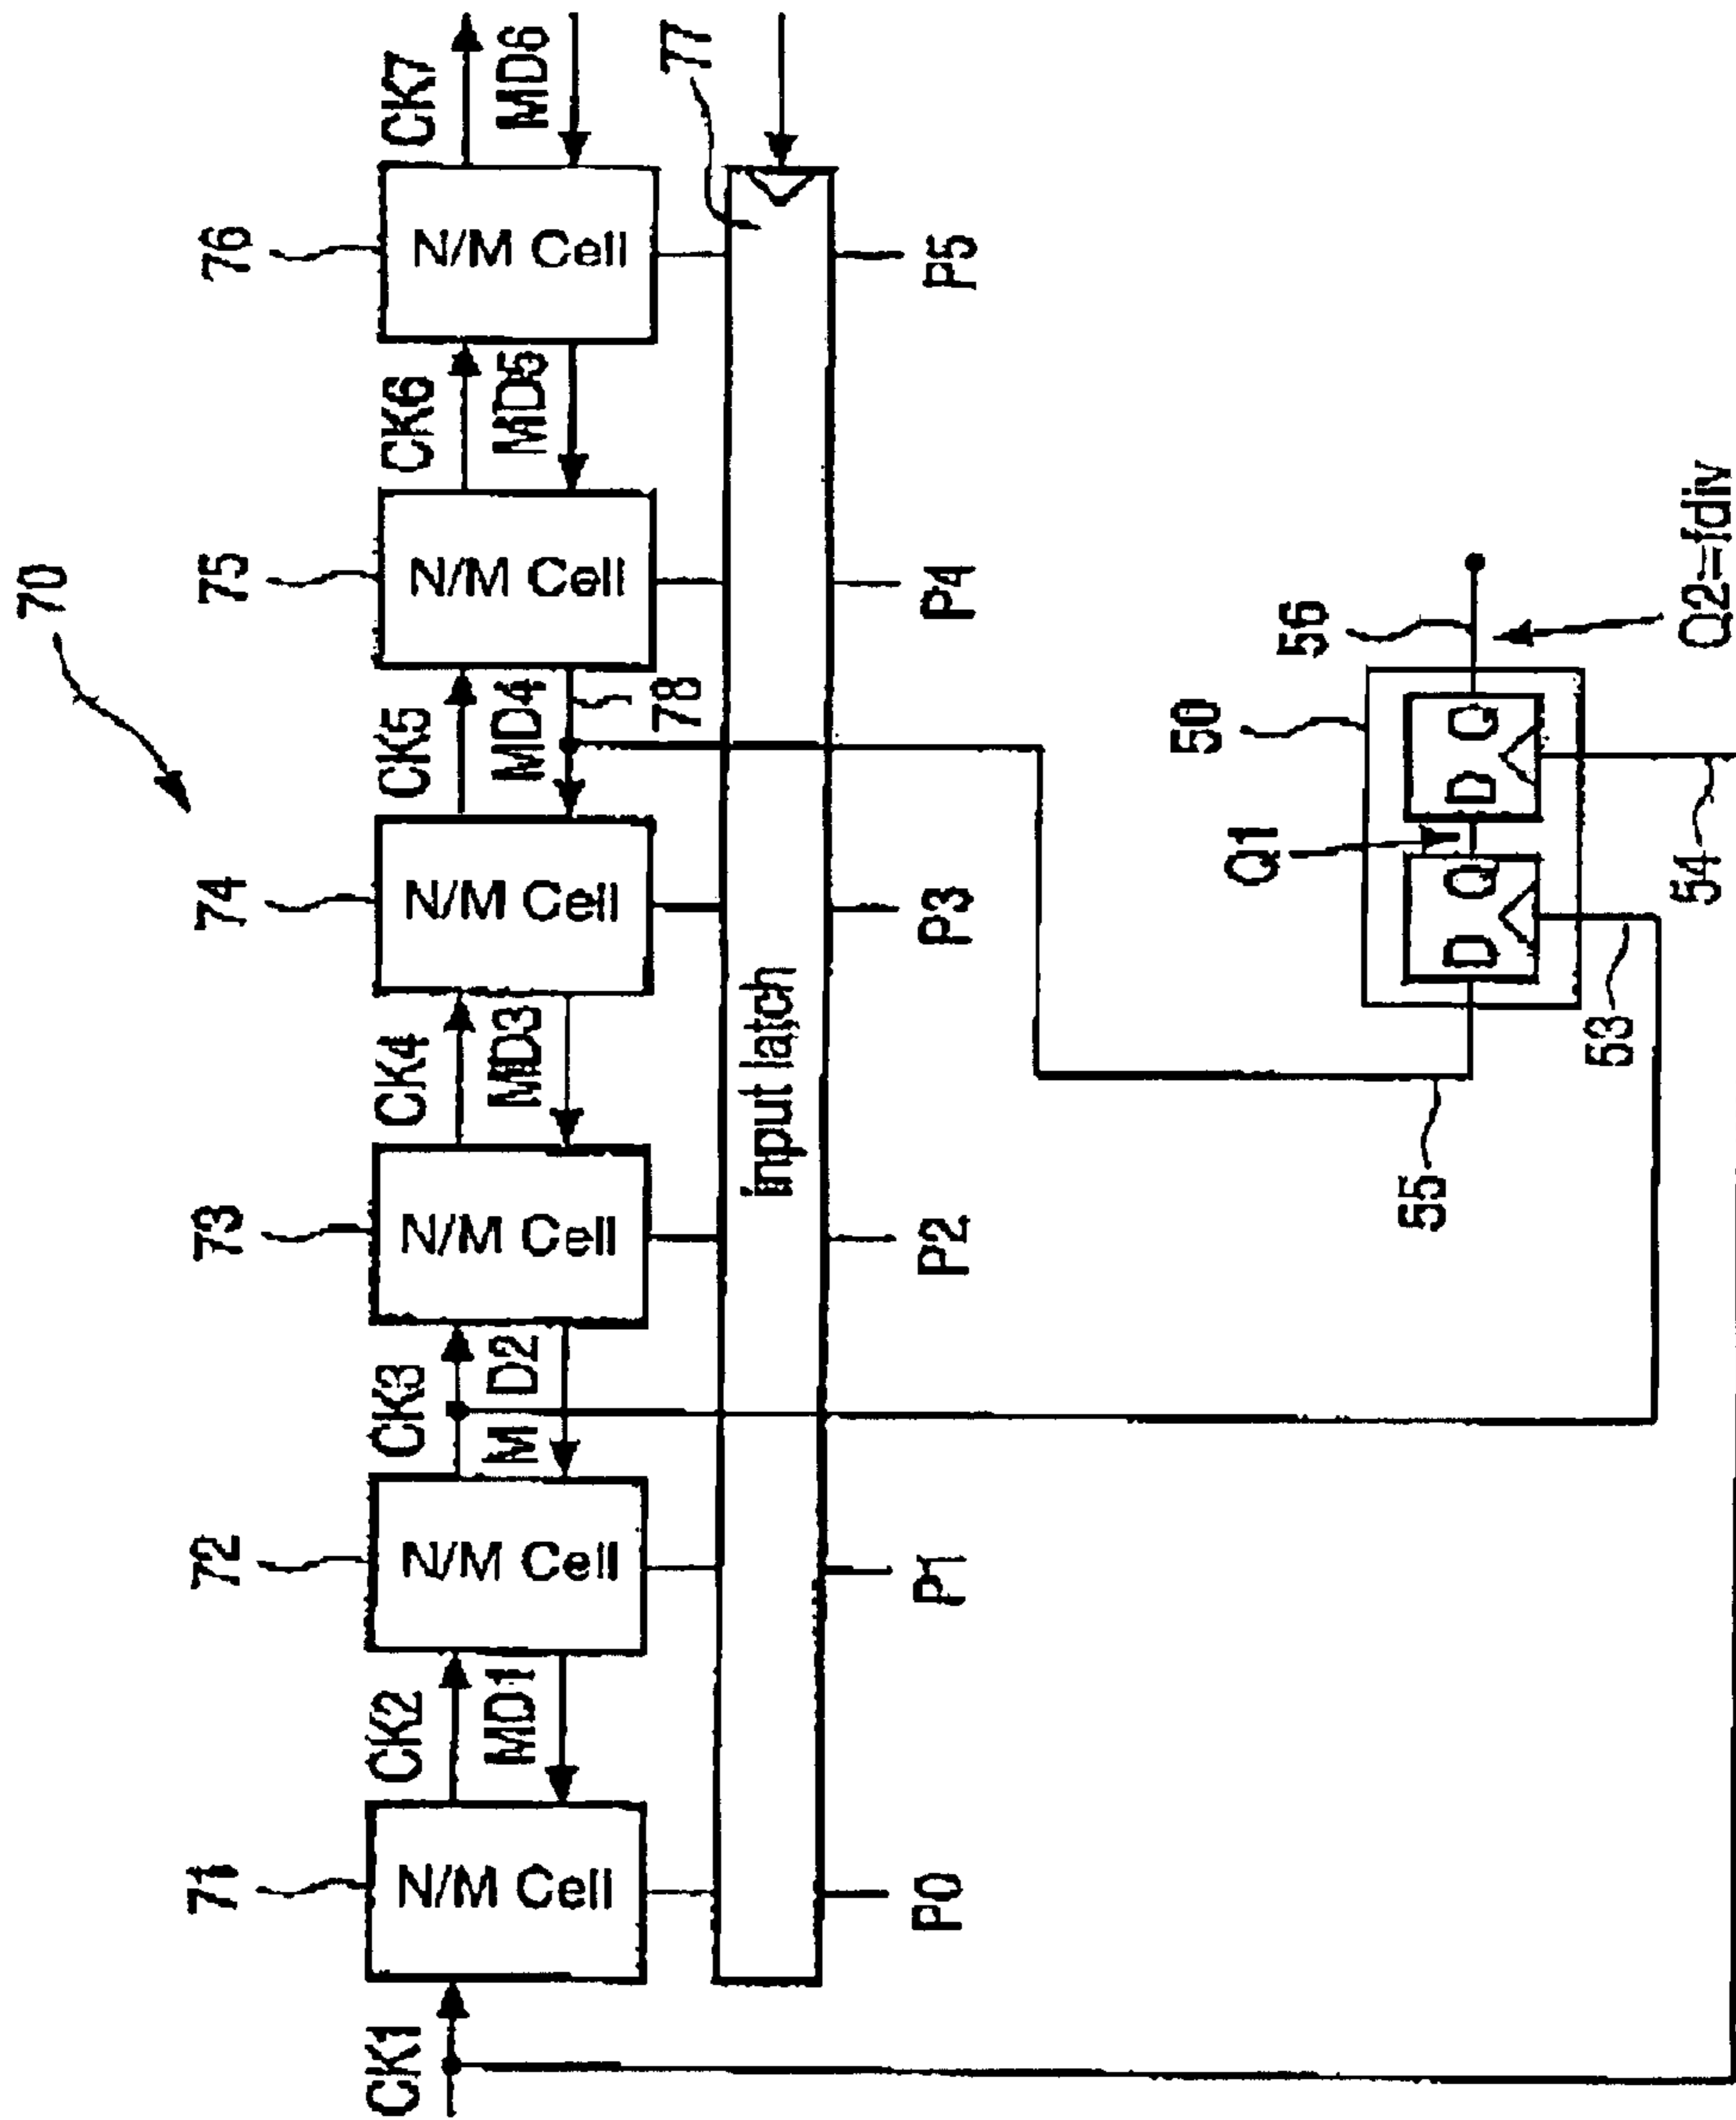 70
71
72
73
74
75
76
CK1
CK2
CK3
CK4
CK5
CK6
CK7
MD1
M D2
MD3
MD4
MD5
MD6
N/M Cell
N/M Cell
N/M Cell
N/M Cell
N/M Cell
N/M Cell
78
77
Input latch
P0
P1
P2
P3
P4
P5
50
56
Q1
D Q
D Q
55
53
54
Q2=fdiv